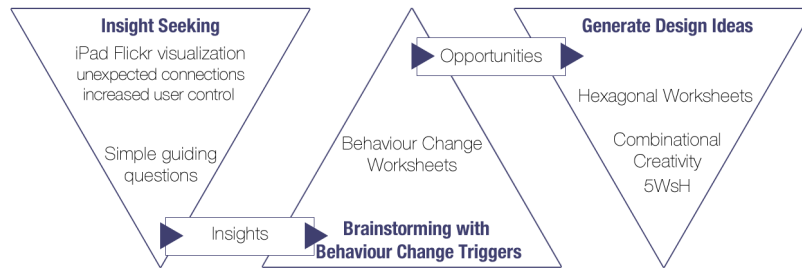 Insight Seeking
iPad Flickr visualization
unexpected connections
increased user control
Simple guiding
questions
Insights
Behaviour Change
Worksheets
Brainstorming with
Behaviour Change Triggers
Opportunities
Generate Design Ideas
Hexagonal Worksheets
Combinational
Creativity
5WsH